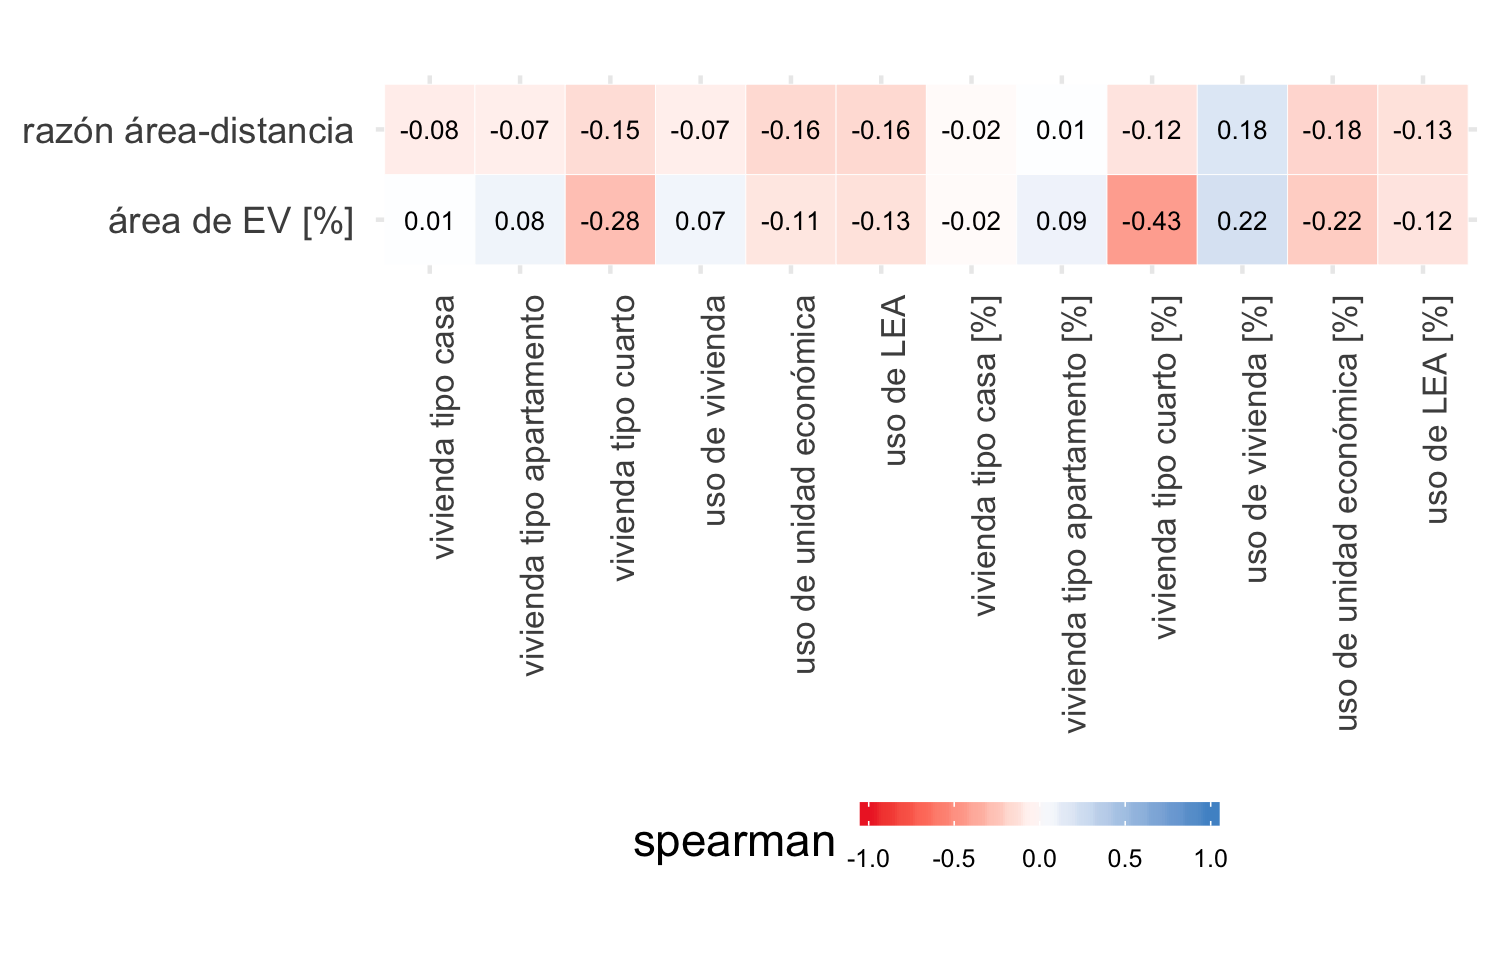 razón área-distancia -0.08 -0.07 -0.15 -0.07 -0.16 -0.16 -0.02 0.01 -0.12 0.18 -0.18 -0.13
área de EV [%] 0.01 0.08 -0.28 0.07 -0.11 -0.13 -0.02 0.09 -0.43 0.22 -0.22 -0.12
vivienda tipo casa
vivienda tipo apartamento
vivienda tipo cuarto
uso de vivienda
uso de unidad económica
uso de LEA
vivienda tipo casa [%]
vivienda tipo apartamento [%]
vivienda tipo cuarto [%]
uso de vivienda [%]
uso de unidad económica [%]
uso de LEA [%]
spearman
-1.0 -0.5 0.0 0.5 1.0